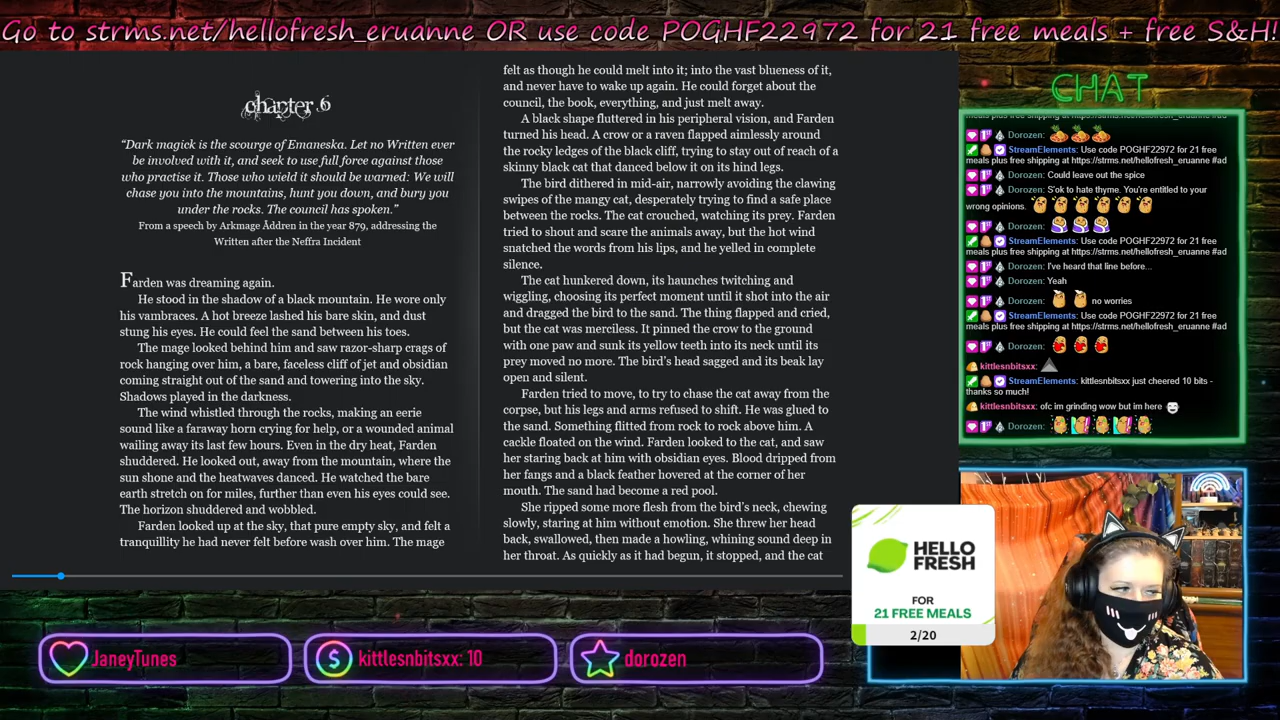 Go to strms.net/hellofresh_eruanne OR use code POGHF22972 for 21 free meals + free S&H!
chapter 6
“Dark magick is the scourge of Emaneska. Let no Written ever
be involved with it, and seek to use full force against those
who practise it. Those who wield it should be warned: We will
chase you into the mountains, hunt you down, and bury you
under the rocks. The council has spoken.”
From a speech by Arkmage Äddren in the year 879, addressing the
Written after the Neffra Incident
Farden was dreaming again.
He stood in the shadow of a black mountain. He wore only
his vambraces. A hot breeze lashed his bare skin, and dust
stung his eyes. He could feel the sand between his toes.
The mage looked behind him and saw razor-sharp crags of
rock hanging over him, a bare, faceless cliff of jet and obsidian
coming straight out of the sand and towering into the sky.
Shadows played in the darkness.
The wind whistled through the rocks, making an eerie
sound like a faraway horn crying for help, or a wounded animal
wailing away its last few hours. Even in the dry heat, Farden
shuddered. He looked out, away from the mountain, where the
sun shone and the heatwaves danced. He watched the bare
earth stretch on for miles, further than even his eyes could see.
The horizon shuddered and wobbled.
Farden looked up at the sky, that pure empty sky, and felt a
tranquillity he had never felt before wash over him. The mage
felt as though he could melt into it; into the vast blueness of it,
and never have to wake up again. He could forget about the
council, the book, everything, and just melt away.
A black shape fluttered in his peripheral vision, and Farden
turned his head. A crow or a raven flapped aimlessly around
the rocky ledges of the black cliff, trying to stay out of reach of a
skinny black cat that danced below it on its hind legs.
The bird dithered in mid-air, narrowly avoiding the clawing
swipes of the mangy cat, desperately trying to find a safe place
between the rocks. The cat crouched, watching its prey. Farden
tried to shout and scare the animals away, but the hot wind
snatched the words from his lips, and he yelled in complete
silence.
The cat hunkered down, its haunches twitching and
wiggling, choosing its perfect moment until it shot into the air
and dragged the bird to the sand. The thing flapped and cried,
but the cat was merciless. It pinned the crow to the ground
with one paw and sunk its yellow teeth into its neck until its
prey moved no more. The bird’s head sagged and its beak lay
open and silent.
Farden tried to move, to try to chase the cat away from the
corpse, but his legs and arms refused to shift. He was glued to
the sand. Something flitted from rock to rock above him. A
cackle floated on the wind. Farden looked to the cat, and saw
her staring back at him with obsidian eyes. Blood dripped from
her fangs and a black feather hovered at the corner of her
mouth. The sand had become a red pool.
She ripped some more flesh from the bird’s neck, chewing
slowly, staring at him without emotion. She threw her head
back, swallowed, then made a howling, whining sound deep in
her throat. As quickly as it had begun, it stopped, and the cat
CHAT
meals plus free shipping at https://strms.net/hellofresh_eruanne #ad
Dorozen:
StreamElements: Use code POGHF22972 for 21 free
meals plus free shipping at https://strms.net/hellofresh_eruanne #ad
Dorozen: Could leave out the spice
Dorozen: S'ok to hate thyme. You're entitled to your
wrong opinions.
Dorozen:
StreamElements: Use code POGHF22972 for 21 free
meals plus free shipping at https://strms.net/hellofresh_eruanne #ad
Dorozen: I've heard that line before...
Dorozen: Yeah
Dorozen: no worries
StreamElements: Use code POGHF22972 for 21 free
meals plus free shipping at https://strms.net/hellofresh_eruanne #ad
Dorozen:
kittlesnbitsxx:
StreamElements: kittlesnbitsxx just cheered 10 bits -
thanks so much!
kittlesnbitsxx: ofc im grinding wow but im here
Dorozen:
HELLO
FRESH
FOR
21 FREE MEALS
2/20
JaneyTunes
kittlesnbitsxx: 10
dorozen